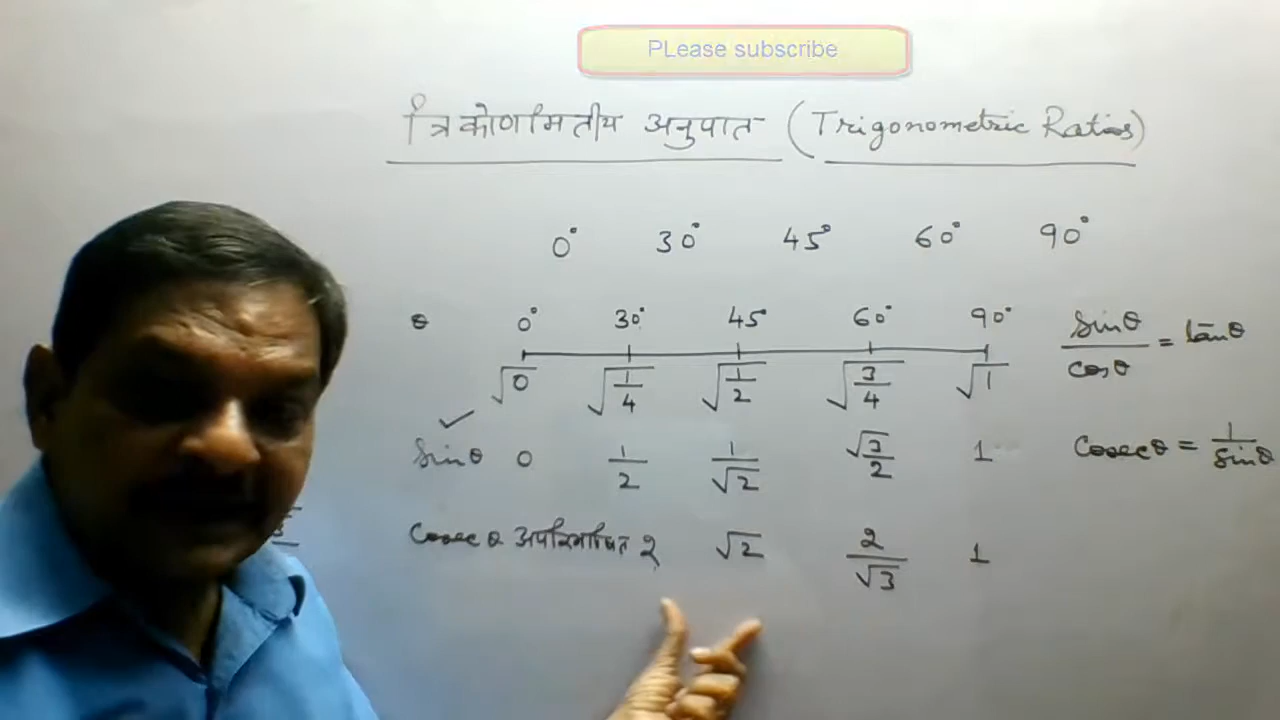 PLease subscribe
त्रिकोणमितीय अनुपात (Trigonometric Ratios)
0° 30° 45° 60° 90°
θ 0° 30° 45° 60° 90°
√0 √(1/4) √(1/2) √(3/4) √1
sinθ/cosθ = tanθ
Sinθ 0 1/2 1/√2 √3/2 1
Cosecθ = 1/sinθ
Cosec θ अपरिभाषित 2 √2 2/√3 1